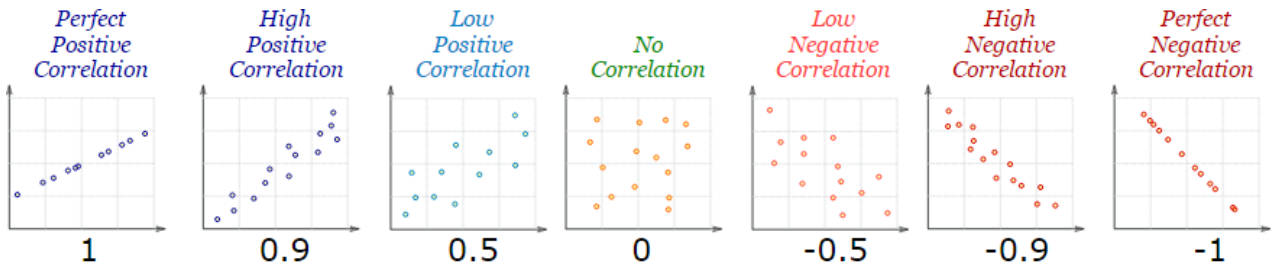 Perfect
Positive
Correlation
High
Positive
Correlation
Low
Positive
Correlation
No
Correlation
Low
Negative
Correlation
High
Negative
Correlation
Perfect
Negative
Correlation
1
0.9
0.5
0
-0.5
-0.9
-1